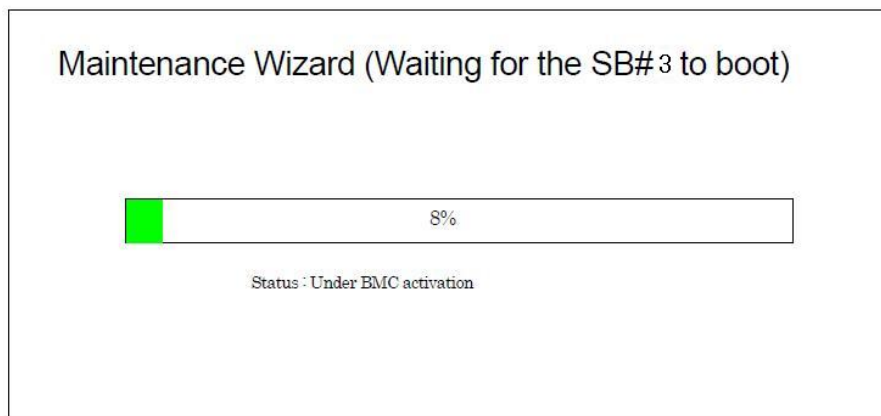 Maintenance Wizard (Waiting for the SB#3 to boot)
8%
Status : Under BMC activation